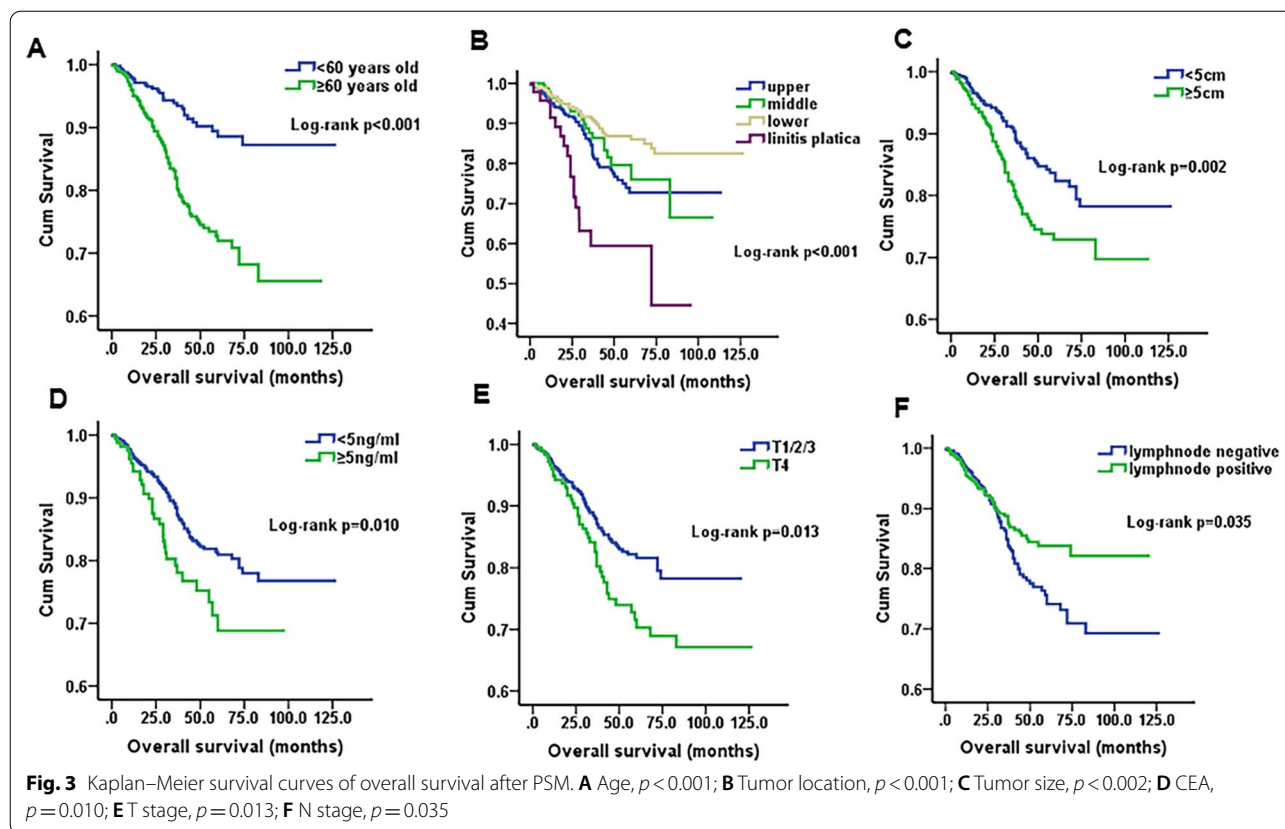 A
<60 years old
≥60 years old
Log-rank p<0.001
Cum Survival
1.0
0.9
0.8
0.7
0.6
.0 25.0 50.0 75.0 100.0 125.0
Overall survival (months)
B
upper
middle
lower
linitis platica
Log-rank p<0.001
Cum Survival
1.0
0.9
0.8
0.7
0.6
0.5
0.4
.0 25.0 50.0 75.0 100.0 125.0
Overall survival (months)
C
<5cm
≥5cm
Log-rank p=0.002
Cum Survival
1.0
0.9
0.8
0.7
0.6
.0 25.0 50.0 75.0 100.0 125.0
Overall survival (months)
D
<5ng/ml
≥5ng/ml
Log-rank p=0.010
Cum Survival
1.0
0.9
0.8
0.7
0.6
.0 25.0 50.0 75.0 100.0 125.0
Overall survival (months)
E
T1/2/3
T4
Log-rank p=0.013
Cum Survival
1.0
0.9
0.8
0.7
0.6
.0 25.0 50.0 75.0 100.0 125.0
Overall survival (months)
F
lymphnode negative
lymphnode positive
Log-rank p=0.035
Cum Survival
1.0
0.9
0.8
0.7
0.6
.0 25.0 50.0 75.0 100.0 125.0
Overall survival (months)
Fig. 3 Kaplan–Meier survival curves of overall survival after PSM. A Age, p < 0.001; B Tumor location, p < 0.001; C Tumor size, p < 0.002; D CEA,
p = 0.010; E T stage, p = 0.013; F N stage, p = 0.035